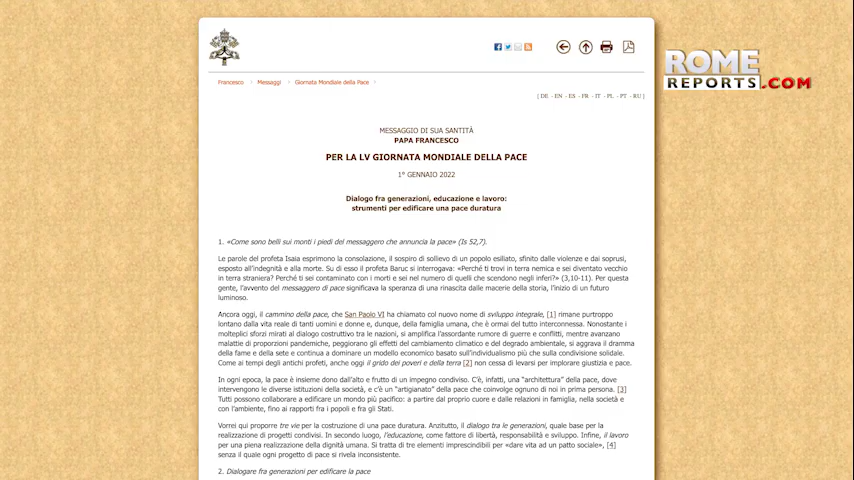 ROME
REPORTS.COM
Francesco > Messaggi > Giornata Mondiale della Pace >
[ DE - EN - ES - FR - IT - PL - PT - RU ]
MESSAGGIO DI SUA SANTITÀ
PAPA FRANCESCO
PER LA LV GIORNATA MONDIALE DELLA PACE
1° GENNAIO 2022
Dialogo fra generazioni, educazione e lavoro:
strumenti per edificare una pace duratura
1. «Come sono belli sui monti i piedi del messaggero che annuncia la pace» (Is 52,7).
Le parole del profeta Isaia esprimono la consolazione, il sospiro di sollievo di un popolo esiliato, sfinito dalle violenze e dai soprusi,
esposto all'indegnità e alla morte. Su di esso il profeta Baruc si interrogava: «Perché ti trovi in terra nemica e sei diventato vecchio
in terra straniera? Perché ti sei contaminato con i morti e sei nel numero di quelli che scendono negli inferi?» (3,10-11). Per questa
gente, l'avvento del messaggero di pace significava la speranza di una rinascita dalle macerie della storia, l'inizio di un futuro
luminoso.
Ancora oggi, il cammino della pace, che San Paolo VI ha chiamato col nuovo nome di sviluppo integrale, [1] rimane purtroppo
lontano dalla vita reale di tanti uomini e donne e, dunque, della famiglia umana, che è ormai del tutto interconnessa. Nonostante i
molteplici sforzi mirati al dialogo costruttivo tra le nazioni, si amplifica l'assordante rumore di guerre e conflitti, mentre avanzano
malattie di proporzioni pandemiche, peggiorano gli effetti del cambiamento climatico e del degrado ambientale, si aggrava il dramma
della fame e della sete e continua a dominare un modello economico basato sull'individualismo più che sulla condivisione solidale.
Come ai tempi degli antichi profeti, anche oggi il grido dei poveri e della terra [2] non cessa di levarsi per implorare giustizia e pace.
In ogni epoca, la pace è insieme dono dall'alto e frutto di un impegno condiviso. C'è, infatti, una "architettura" della pace, dove
intervengono le diverse istituzioni della società, e c'è un "artigianato" della pace che coinvolge ognuno di noi in prima persona. [3]
Tutti possono collaborare a edificare un mondo più pacifico: a partire dal proprio cuore e dalle relazioni in famiglia, nella società e
con l'ambiente, fino ai rapporti fra i popoli e fra gli Stati.
Vorrei qui proporre tre vie per la costruzione di una pace duratura. Anzitutto, il dialogo tra le generazioni, quale base per la
realizzazione di progetti condivisi. In secondo luogo, l'educazione, come fattore di libertà, responsabilità e sviluppo. Infine, il lavoro
per una piena realizzazione della dignità umana. Si tratta di tre elementi imprescindibili per «dare vita ad un patto sociale», [4]
senza il quale ogni progetto di pace si rivela inconsistente.
2. Dialogare fra generazioni per edificare la pace